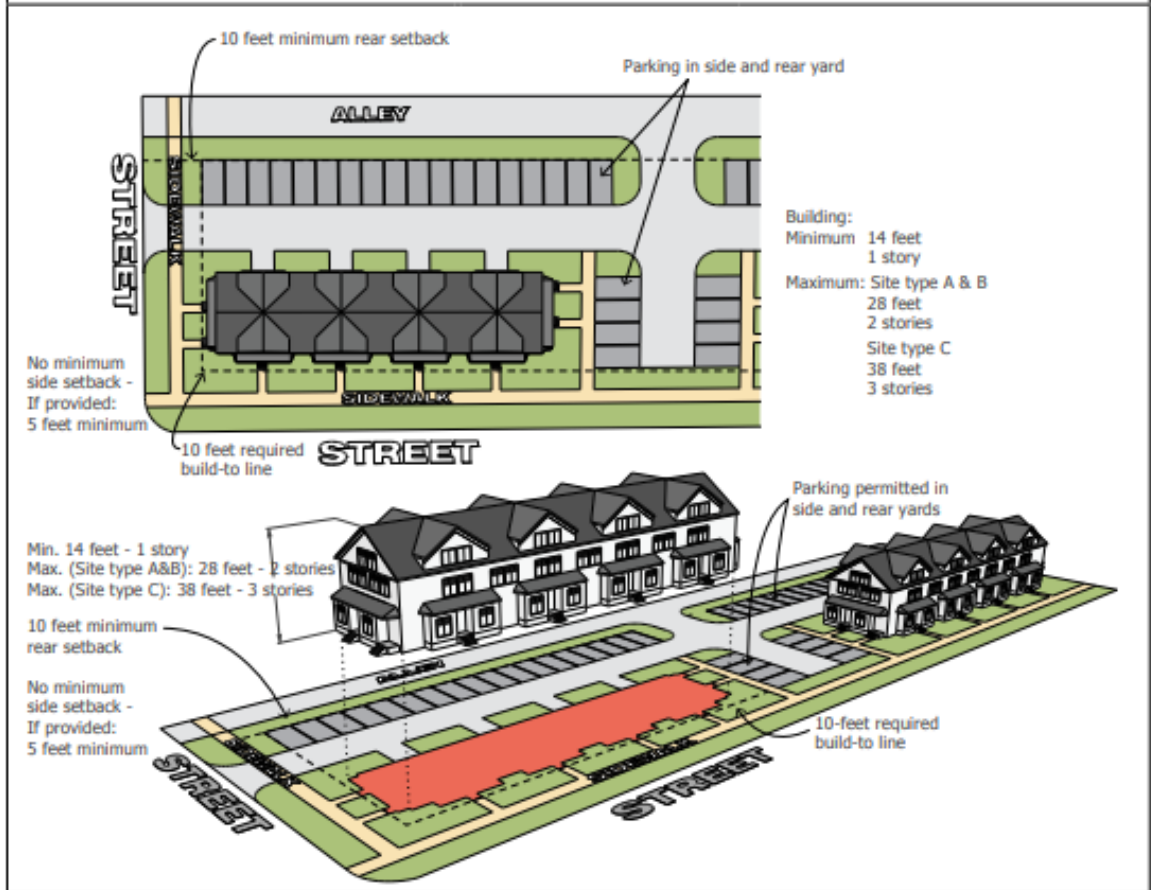 10 feet minimum rear setback
Parking in side and rear yard
ALLEY
STREET
SIDEWALK
Building:
Minimum 14 feet
1 story
Maximum: Site type A & B
28 feet
2 stories
Site type C
38 feet
3 stories
No minimum
side setback -
If provided:
5 feet minimum
SIDEWALK
10 feet required
build-to line
STREET
Parking permitted in
side and rear yards
Min. 14 feet - 1 story
Max. (Site type A&B): 28 feet - 2 stories
Max. (Site type C): 38 feet - 3 stories
10 feet minimum
rear setback
ALLEY
No minimum
side setback -
If provided:
5 feet minimum
10-feet required
build-to line
SIDEWALK
SIDEWALK
STREET
STREET